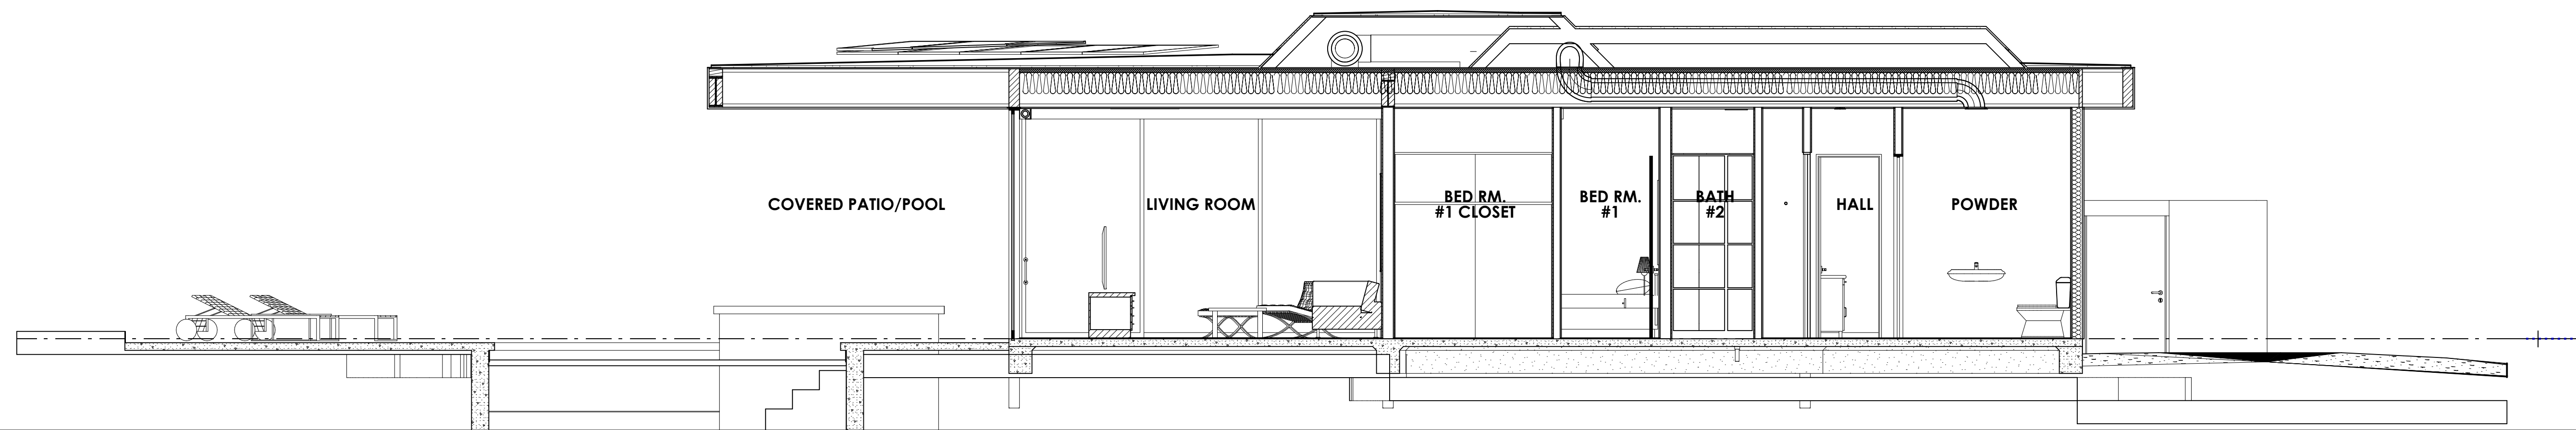 COVERED PATIO/POOL
LIVING ROOM
BED RM.
#1 CLOSET
BED RM.
#1
BATH
#2
HALL
POWDER